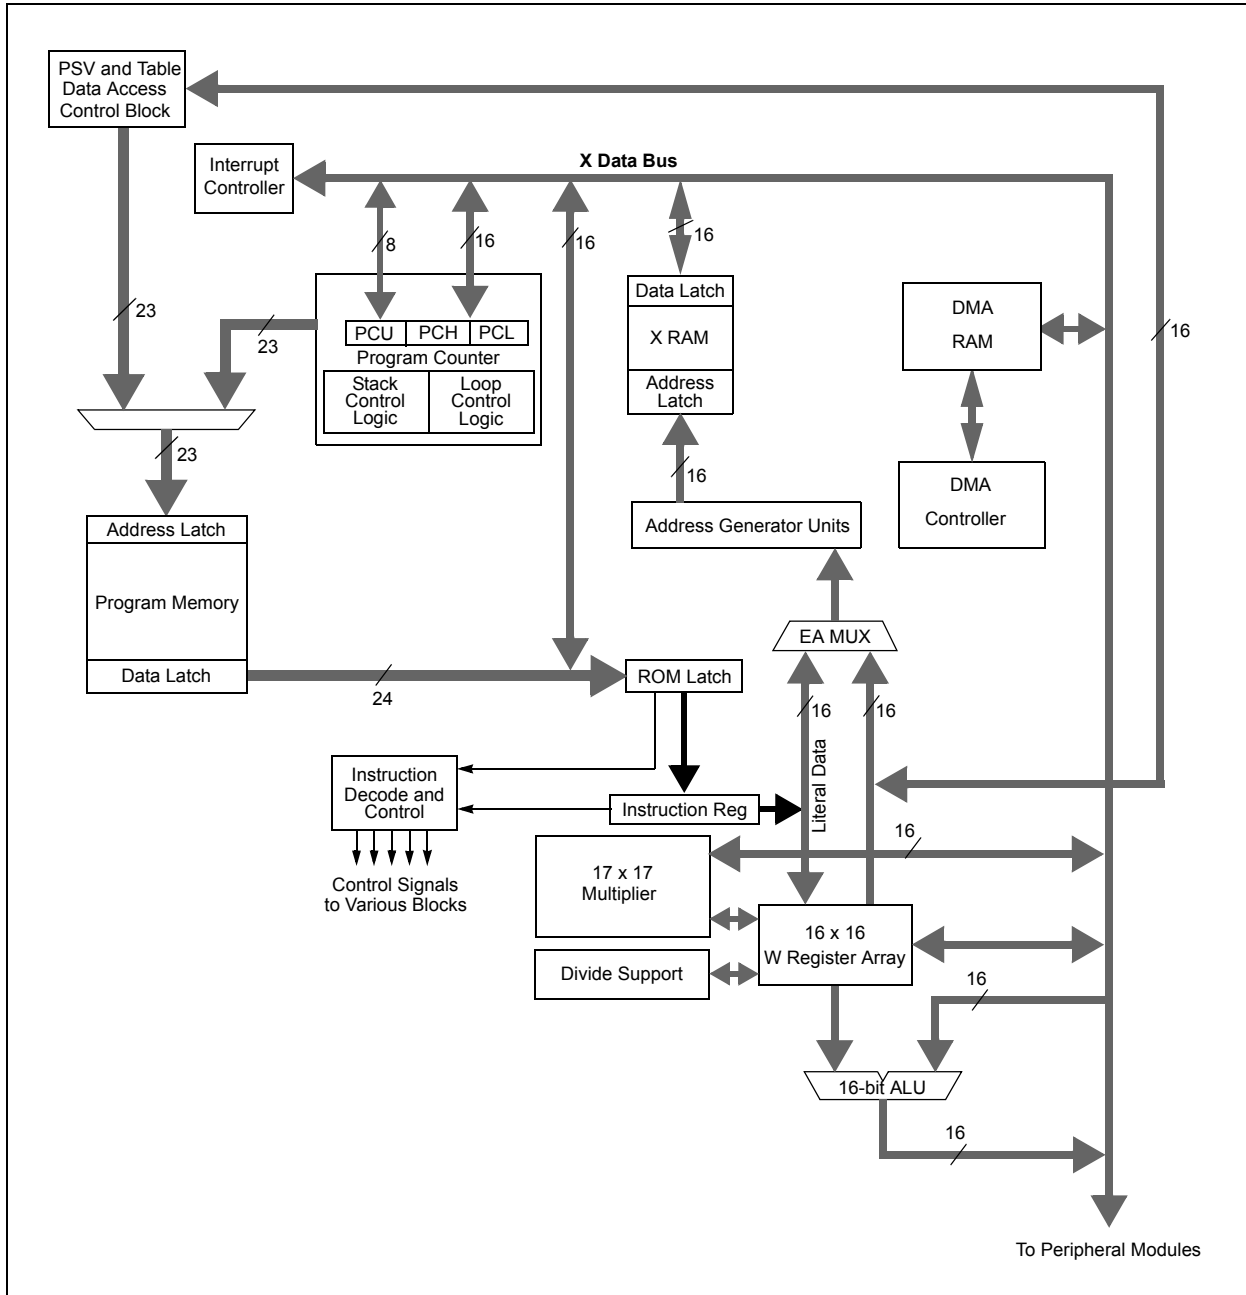 PSV and Table
Data Access
Control Block
Interrupt
Controller
X Data Bus
8
16
16
16
23
23
16
PCU
PCH
PCL
Program Counter
Stack
Control
Logic
Loop
Control
Logic
Data Latch
X RAM
Address
Latch
DMA
RAM
23
16
DMA
Controller
Address Generator Units
Address Latch
Program Memory
Data Latch
24
EA MUX
ROM Latch
16
16
Literal Data
Instruction
Decode and
Control
Instruction Reg
Control Signals
to Various Blocks
17 x 17
Multiplier
16
16 x 16
W Register Array
Divide Support
16
16-bit ALU
16
To Peripheral Modules